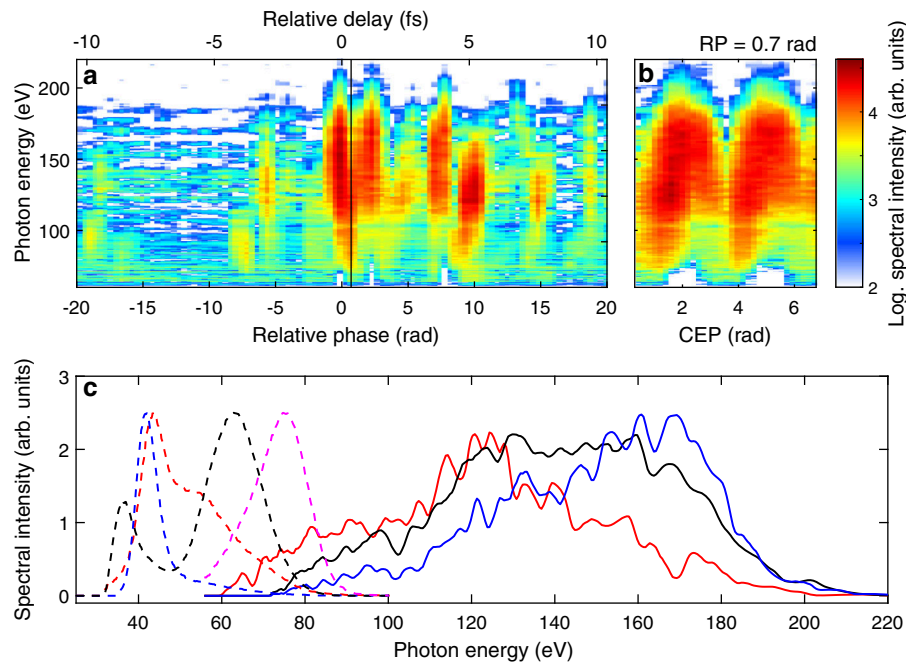 Relative delay (fs)
-10 -5 0 5 10
RP = 0.7 rad
a
b
200
150
100
Photon energy (eV)
-20 -15 -10 -5 0 5 10 15 20
Relative phase (rad)
2 4 6
CEP (rad)
4
3
2
Log. spectral intensity (arb. units)
c
3
2
1
0
Spectral intensity (arb. units)
40 60 80 100 120 140 160 180 200 220
Photon energy (eV)